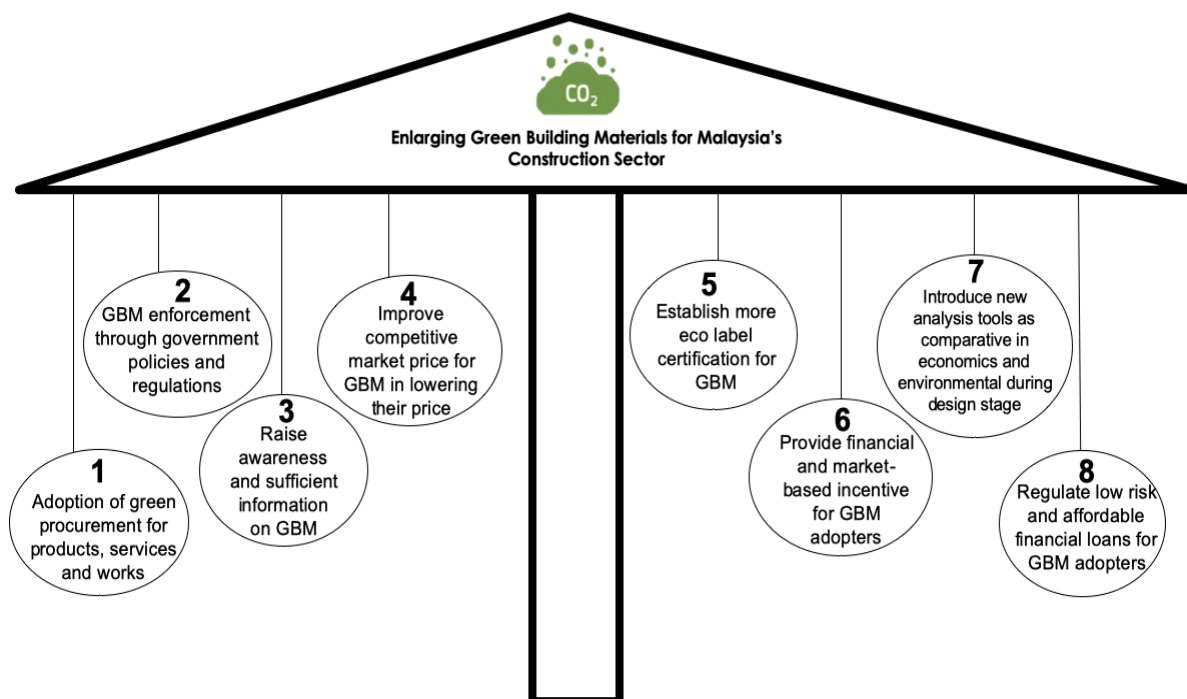 CO₂
Enlarging Green Building Materials for Malaysia's
Construction Sector
1
Adoption of green
procurement for
products, services
and works
2
GBM enforcement
through government
policies and
regulations
3
Raise
awareness
and sufficient
information
on GBM
4
Improve
competitive
market price for
GBM in lowering
their price
5
Establish more
eco label
certification for
GBM
6
Provide financial
and market-
based incentive
for GBM
adopters
7
Introduce new
analysis tools as
comparative in
economics and
environmental during
design stage
8
Regulate low risk
and affordable
financial loans for
GBM adopters